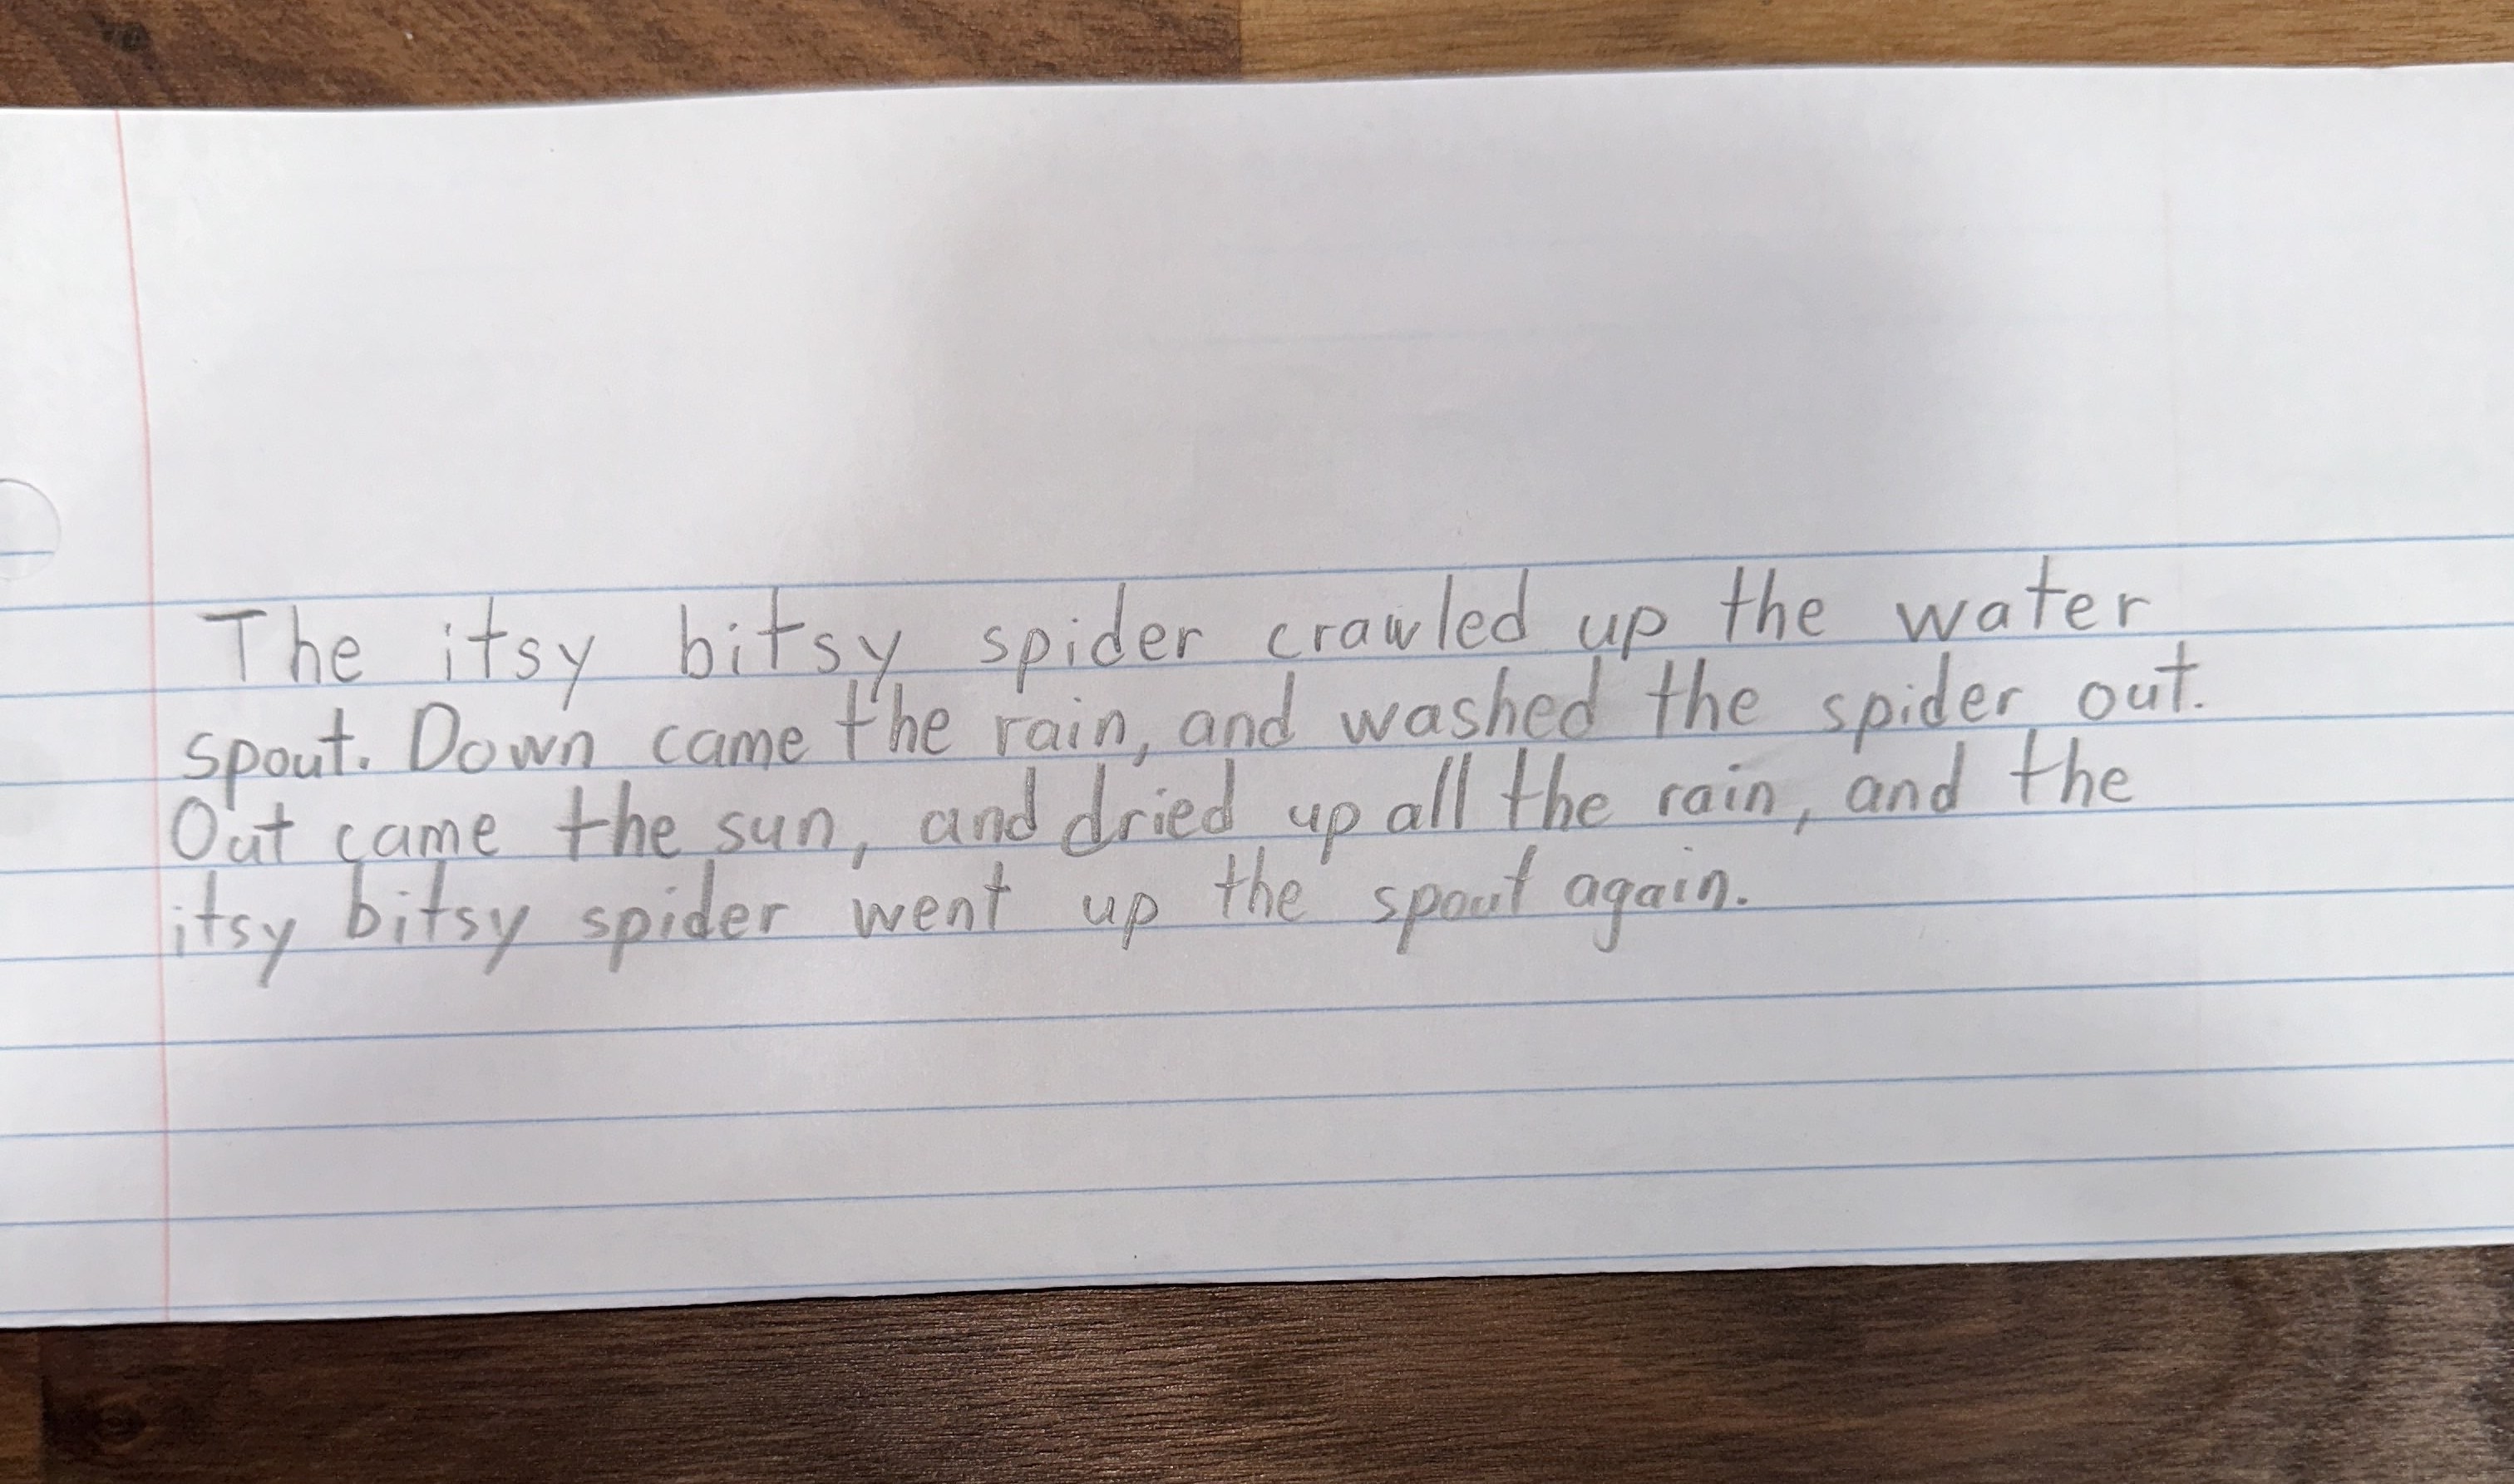 The itsy bitsy spider crawled up the water
spout. Down came the rain, and washed the spider out.
Out came the sun, and dried up all the rain, and the
itsy bitsy spider went up the spout again.